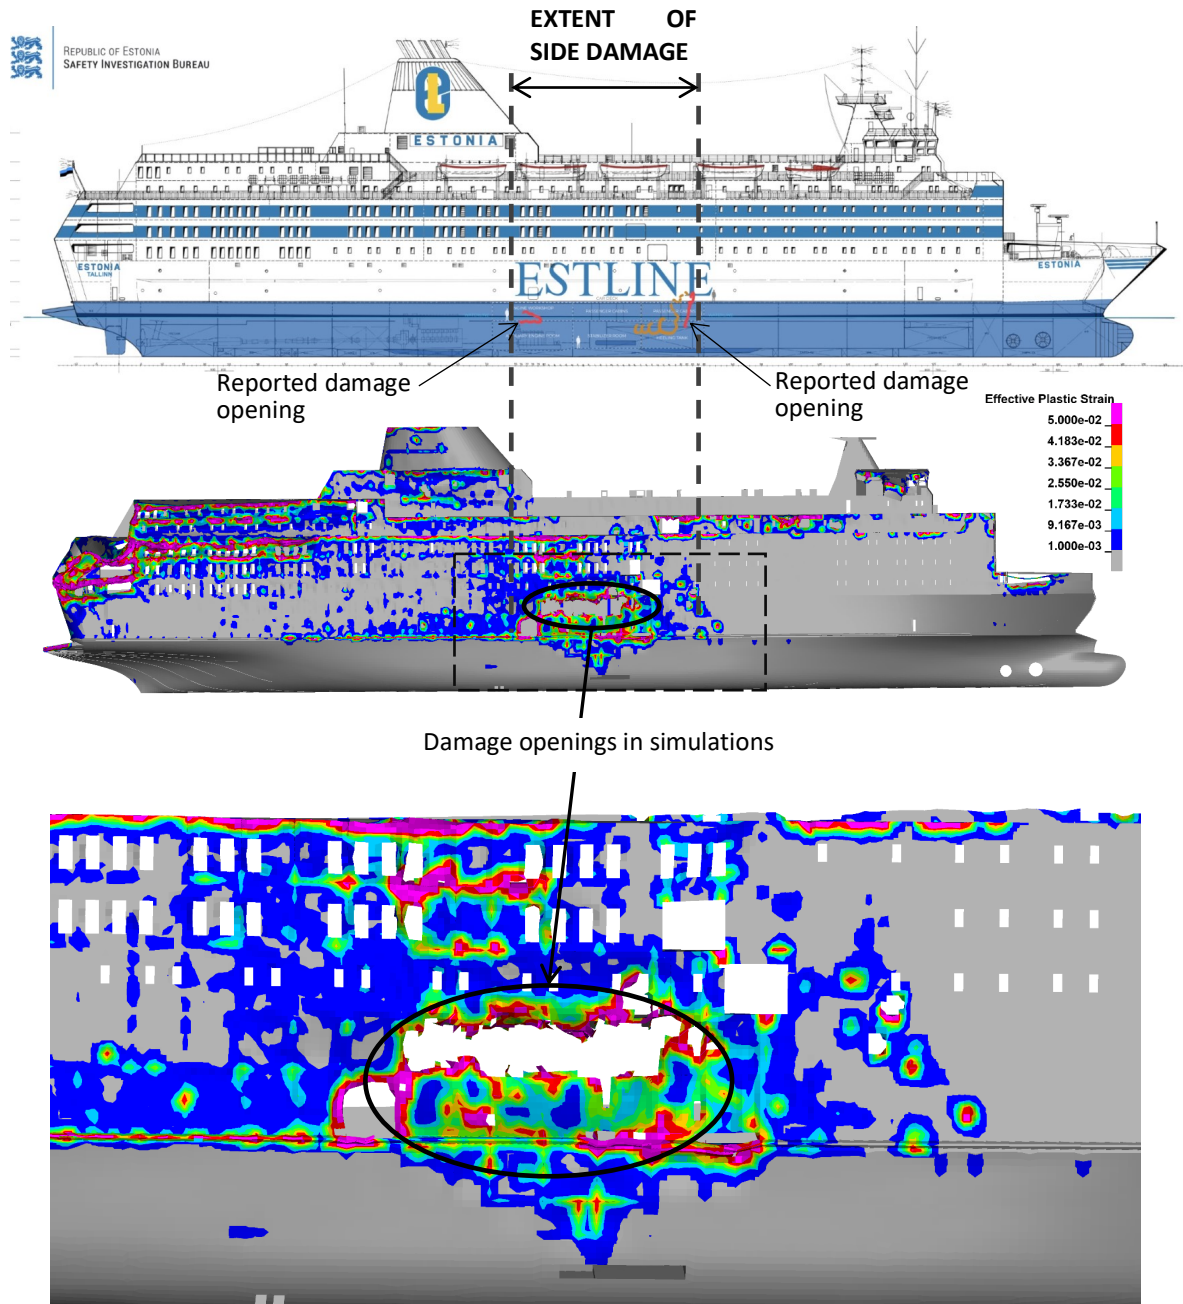 EXTENT OF
SIDE DAMAGE
REPUBLIC OF ESTONIA
SAFETY INVESTIGATION BUREAU
ESTONIA
ESTONIA
TALLINN
ESTLINE
ESTONIA
Reported damage
opening
Reported damage
opening
Effective Plastic Strain
5.000e-02
4.183e-02
3.367e-02
2.550e-02
1.733e-02
9.167e-03
1.000e-03
Damage openings in simulations